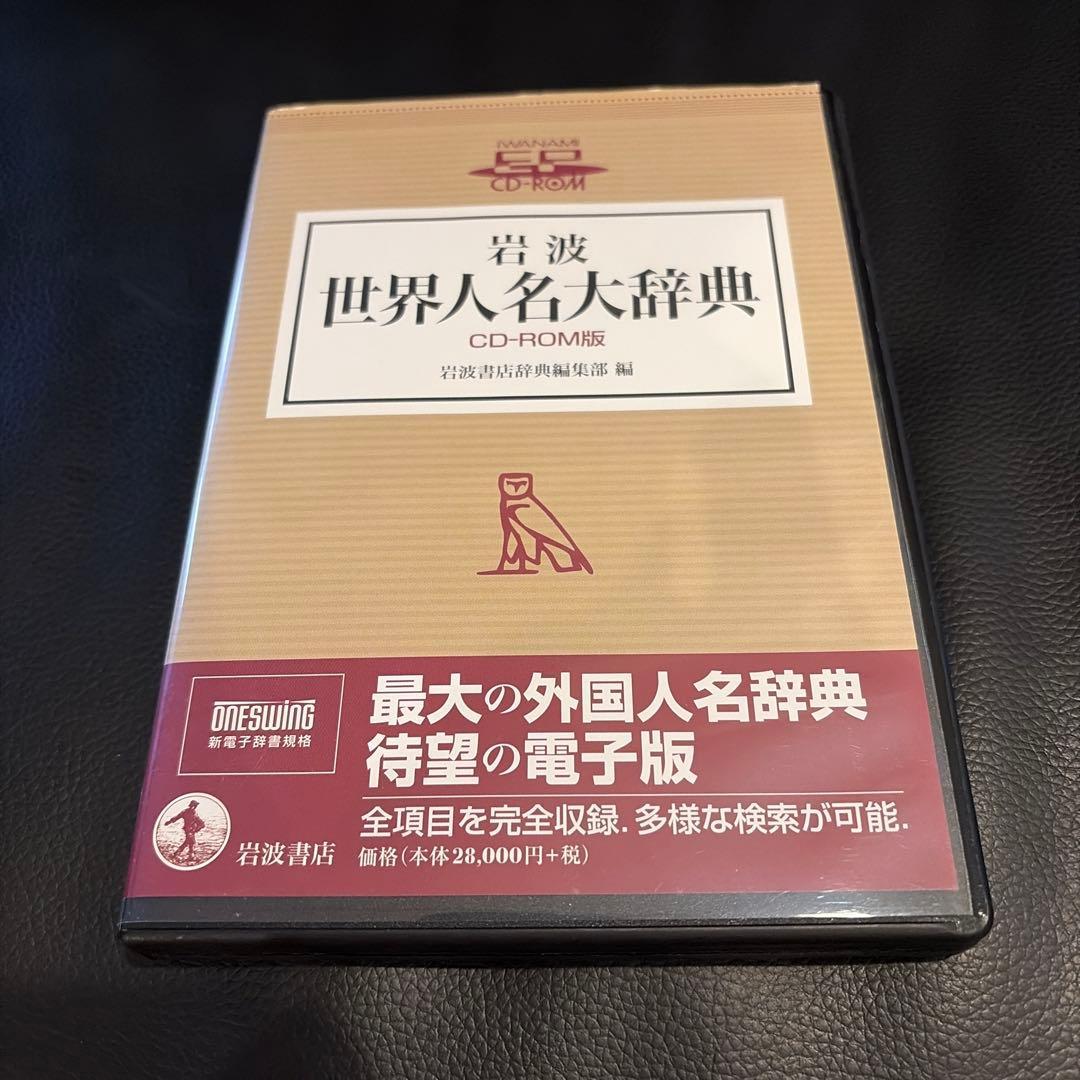 IWANAMI
EP
CD-ROM
岩波
世界人名大辞典
CD-ROM版
岩波書店辞典編集部 編
ONESWING
新電子辞書規格
最大の外国人名辞典
待望の電子版
全項目を完全収録. 多様な検索が可能.
岩波書店
価格(本体28,000円+税)